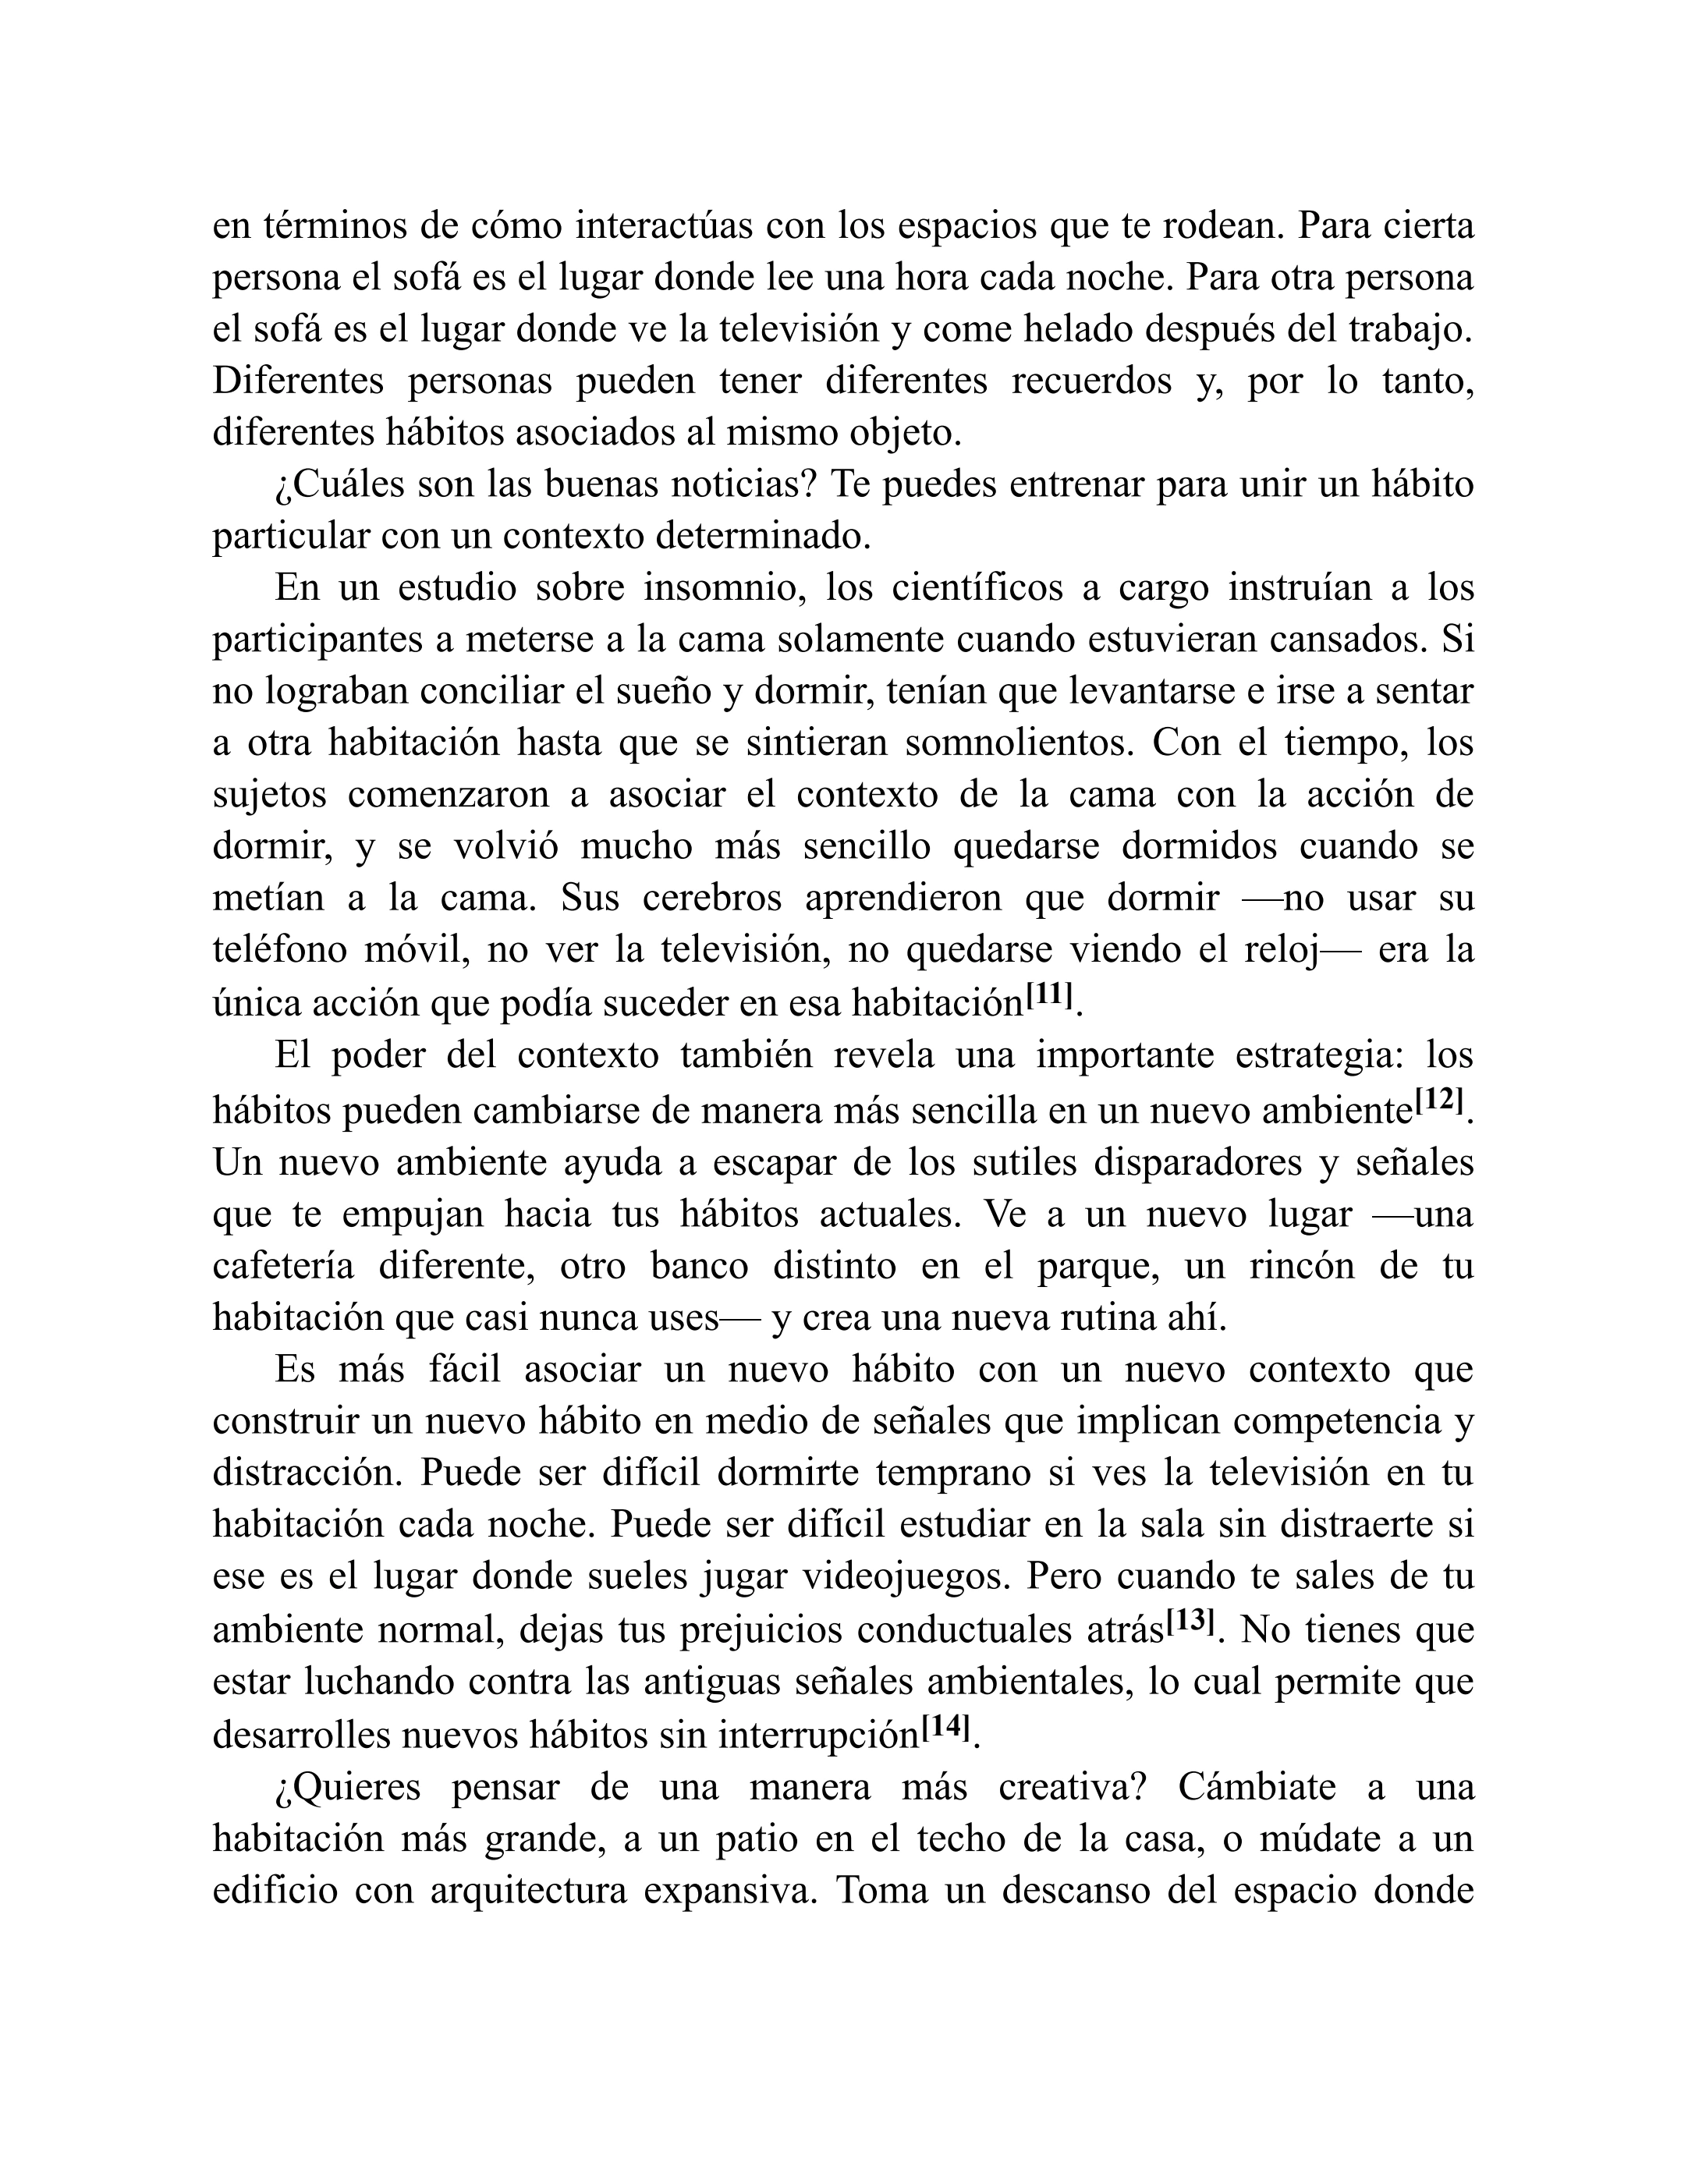 en términos de cómo interactúas con los espacios que te rodean. Para cierta
persona el sofá es el lugar donde lee una hora cada noche. Para otra persona
el sofá es el lugar donde ve la televisión y come helado después del trabajo.
Diferentes personas pueden tener diferentes recuerdos y, por lo tanto,
diferentes hábitos asociados al mismo objeto.
¿Cuáles son las buenas noticias? Te puedes entrenar para unir un hábito
particular con un contexto determinado.
En un estudio sobre insomnio, los científicos a cargo instruían a los
participantes a meterse a la cama solamente cuando estuvieran cansados. Si
no lograban conciliar el sueño y dormir, tenían que levantarse e irse a sentar
a otra habitación hasta que se sintieran somnolientos. Con el tiempo, los
sujetos comenzaron a asociar el contexto de la cama con la acción de
dormir, y se volvió mucho más sencillo quedarse dormidos cuando se
metían a la cama. Sus cerebros aprendieron que dormir —no usar su
teléfono móvil, no ver la televisión, no quedarse viendo el reloj— era la
única acción que podía suceder en esa habitación[11].
El poder del contexto también revela una importante estrategia: los
hábitos pueden cambiarse de manera más sencilla en un nuevo ambiente[12].
Un nuevo ambiente ayuda a escapar de los sutiles disparadores y señales
que te empujan hacia tus hábitos actuales. Ve a un nuevo lugar —una
cafetería diferente, otro banco distinto en el parque, un rincón de tu
habitación que casi nunca uses— y crea una nueva rutina ahí.
Es más fácil asociar un nuevo hábito con un nuevo contexto que
construir un nuevo hábito en medio de señales que implican competencia y
distracción. Puede ser difícil dormirte temprano si ves la televisión en tu
habitación cada noche. Puede ser difícil estudiar en la sala sin distraerte si
ese es el lugar donde sueles jugar videojuegos. Pero cuando te sales de tu
ambiente normal, dejas tus prejuicios conductuales atrás[13]. No tienes que
estar luchando contra las antiguas señales ambientales, lo cual permite que
desarrolles nuevos hábitos sin interrupción[14].
¿Quieres pensar de una manera más creativa? Cámbiate a una
habitación más grande, a un patio en el techo de la casa, o múdate a un
edificio con arquitectura expansiva. Toma un descanso del espacio donde